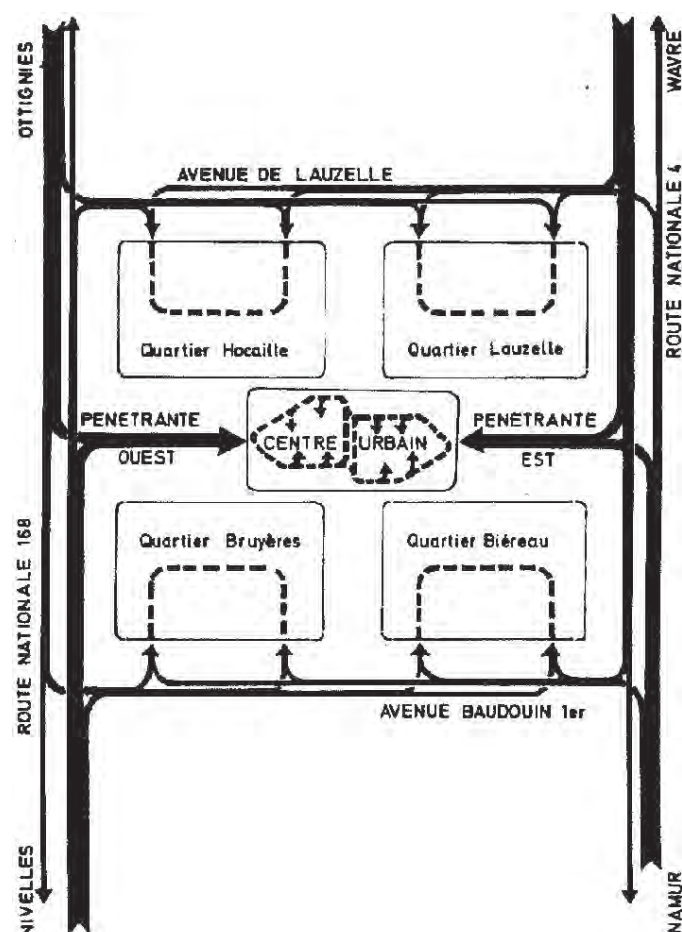 OTTIGNIES
WAVRE
AVENUE DE LAUZELLE
ROUTE NATIONALE 4
Quartier Hocaille
Quartier Lauzelle
PENETRANTE
OUEST
CENTRE URBAIN
PENETRANTE
EST
Quartier Bruyères
Quartier Biéreau
ROUTE NATIONALE 168
AVENUE BAUDOUIN 1er
NIVELLES
NAMUR